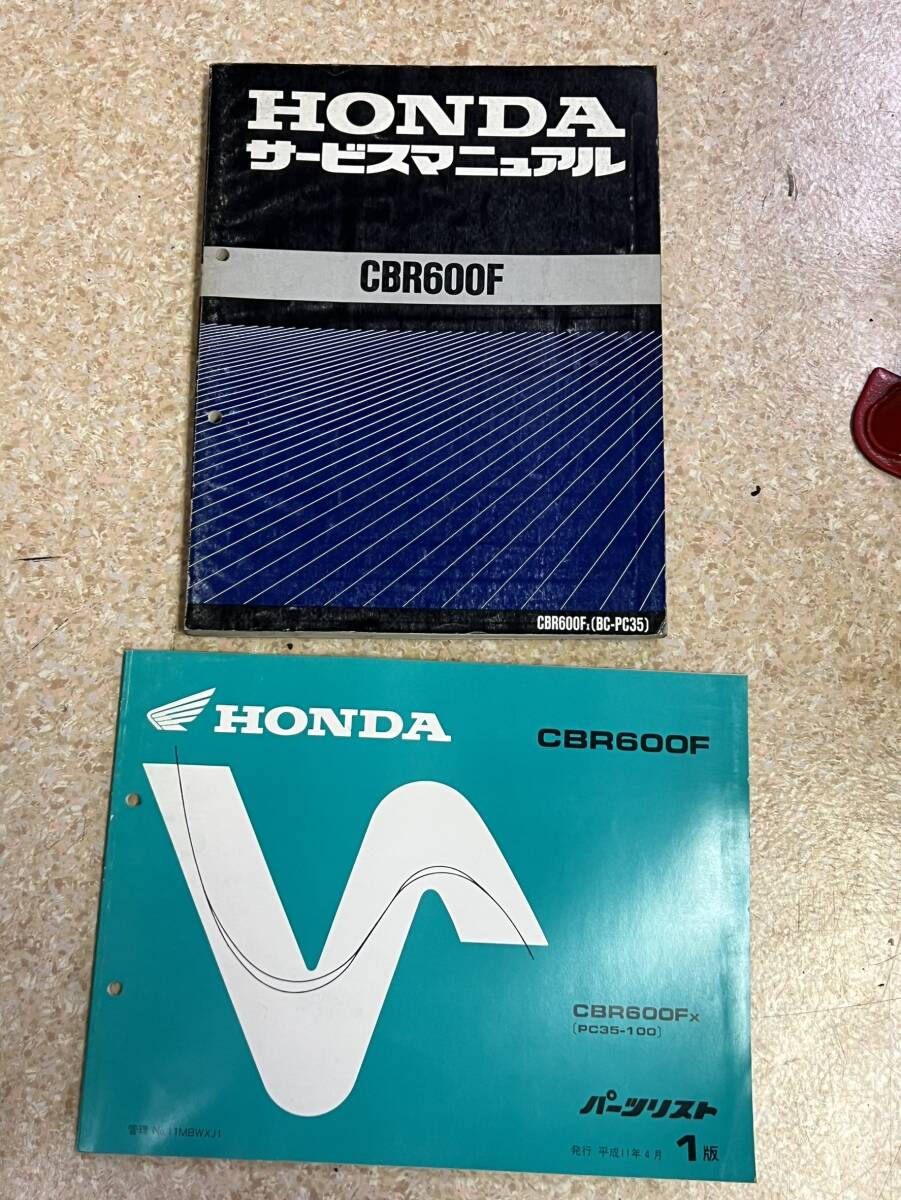 HONDA
サービスマニュアル
CBR600F
CBR600Fx(BC-PC35)
HONDA
CBR600F
CBR600Fx
(PC35-100)
パーツリスト
管理 No.11MBWXJ1
発行 平成11年4月 1版